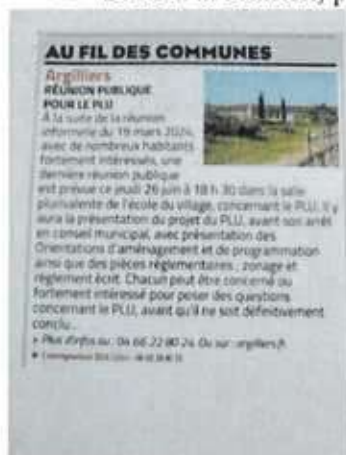 AU FIL DES COMMUNES
Argilliers
RÉUNION PUBLIQUE
POUR LE PLU
À la suite de la réunion
informelle du 19 mars 2024,
avec de nombreux habitants
fortement intéressés, une
dernière réunion publique
est prévue ce jeudi 26 juin à 18 h 30 dans la salle
plurivalente de l'école du village, concernant le PLU. Il y
aura la présentation du projet du PLU, avant son arrêt
en conseil municipal, avec présentation des
Orientations d'aménagement et de programmation
ainsi que des pièces réglementaires : zonage et
règlement écrit. Chacun peut être concerné ou
fortement intéressé pour poser des questions
concernant le PLU, avant qu'il ne soit définitivement
conclu.
Plus d'infos au : 04 66 22 80 24. Ou sur : argilliers.fr